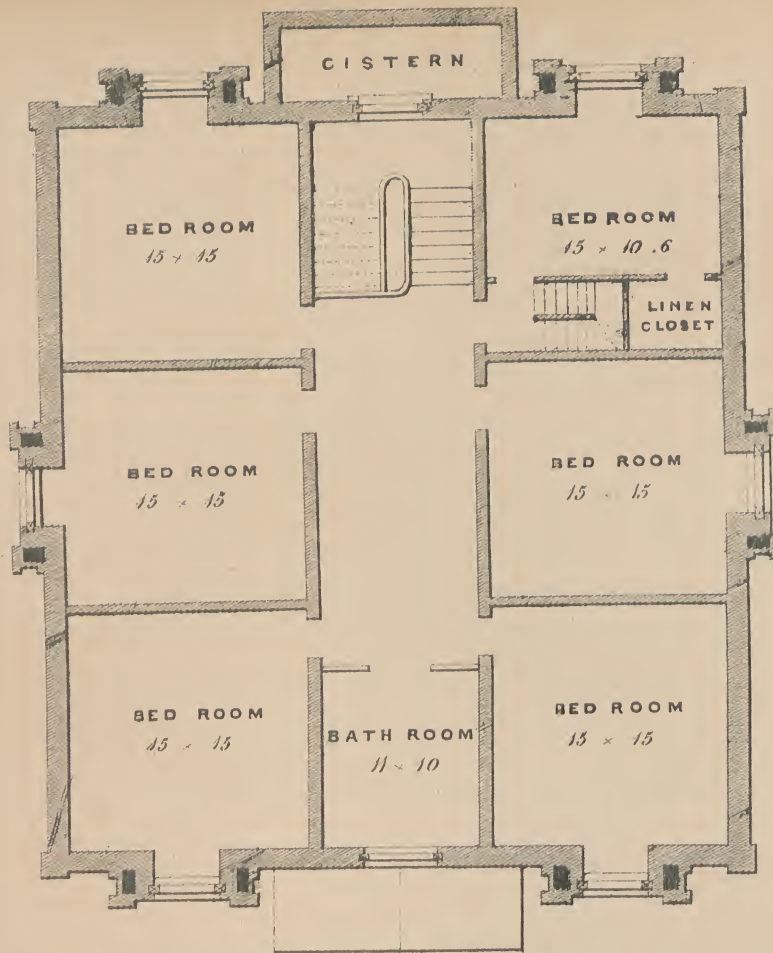 CISTERN
BED ROOM
15 × 15
BED ROOM
15 × 10.6
LINEN
CLOSET
BED ROOM
15 × 15
BED ROOM
15 × 15
BED ROOM
15 × 15
BATH ROOM
11 × 10
BED ROOM
15 × 15